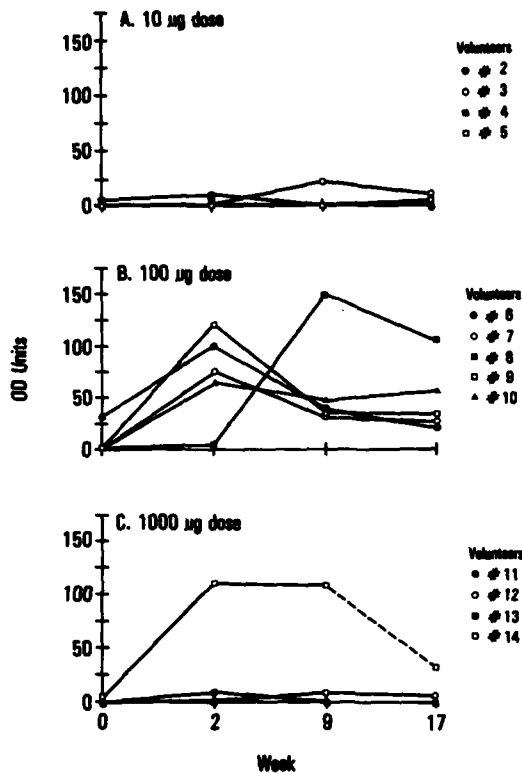 A. 10 µg dose
175
150
100
50
0
Volunteers
# 2
# 3
# 4
# 5
B. 100 µg dose
150
100
50
0
Volunteers
# 6
# 7
# 8
# 9
# 10
OD Units
C. 1000 µg dose
150
100
50
0
Volunteers
# 11
# 12
# 13
# 14
0 2 9 17
Week